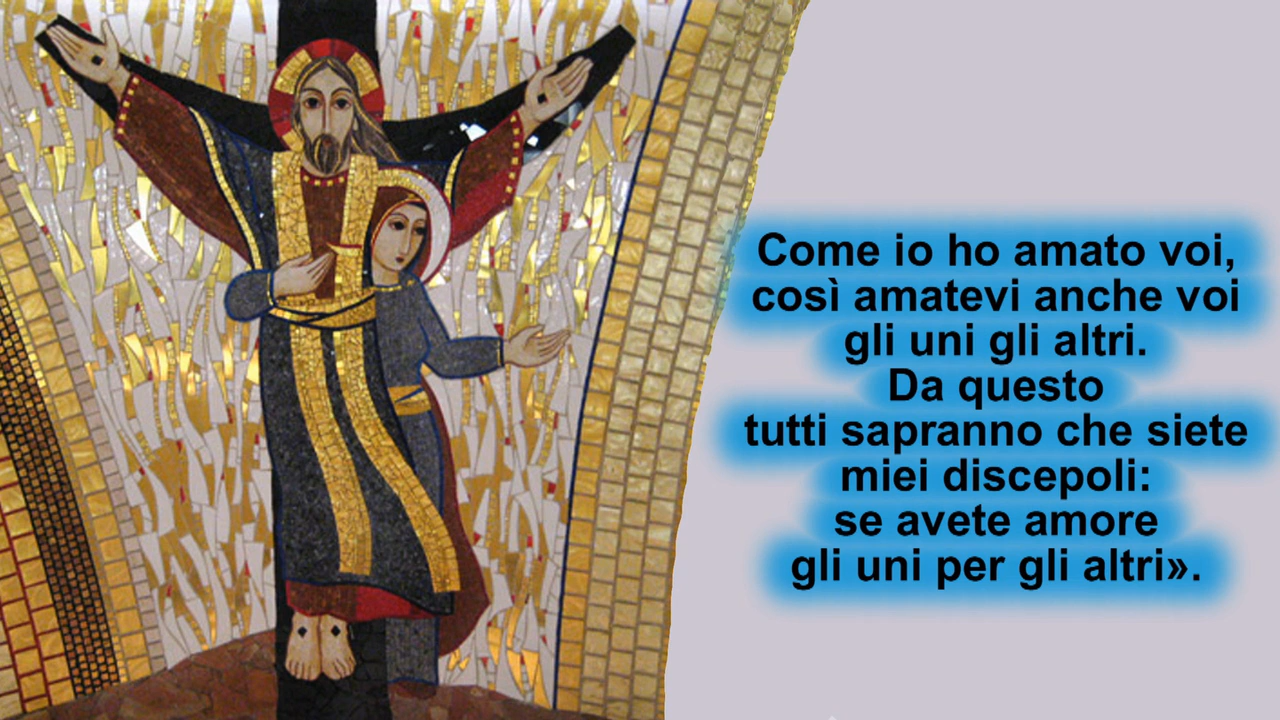 Come io ho amato voi,
così amatevi anche voi
gli uni gli altri.
Da questo
tutti sapranno che siete
miei discepoli:
se avete amore
gli uni per gli altri».